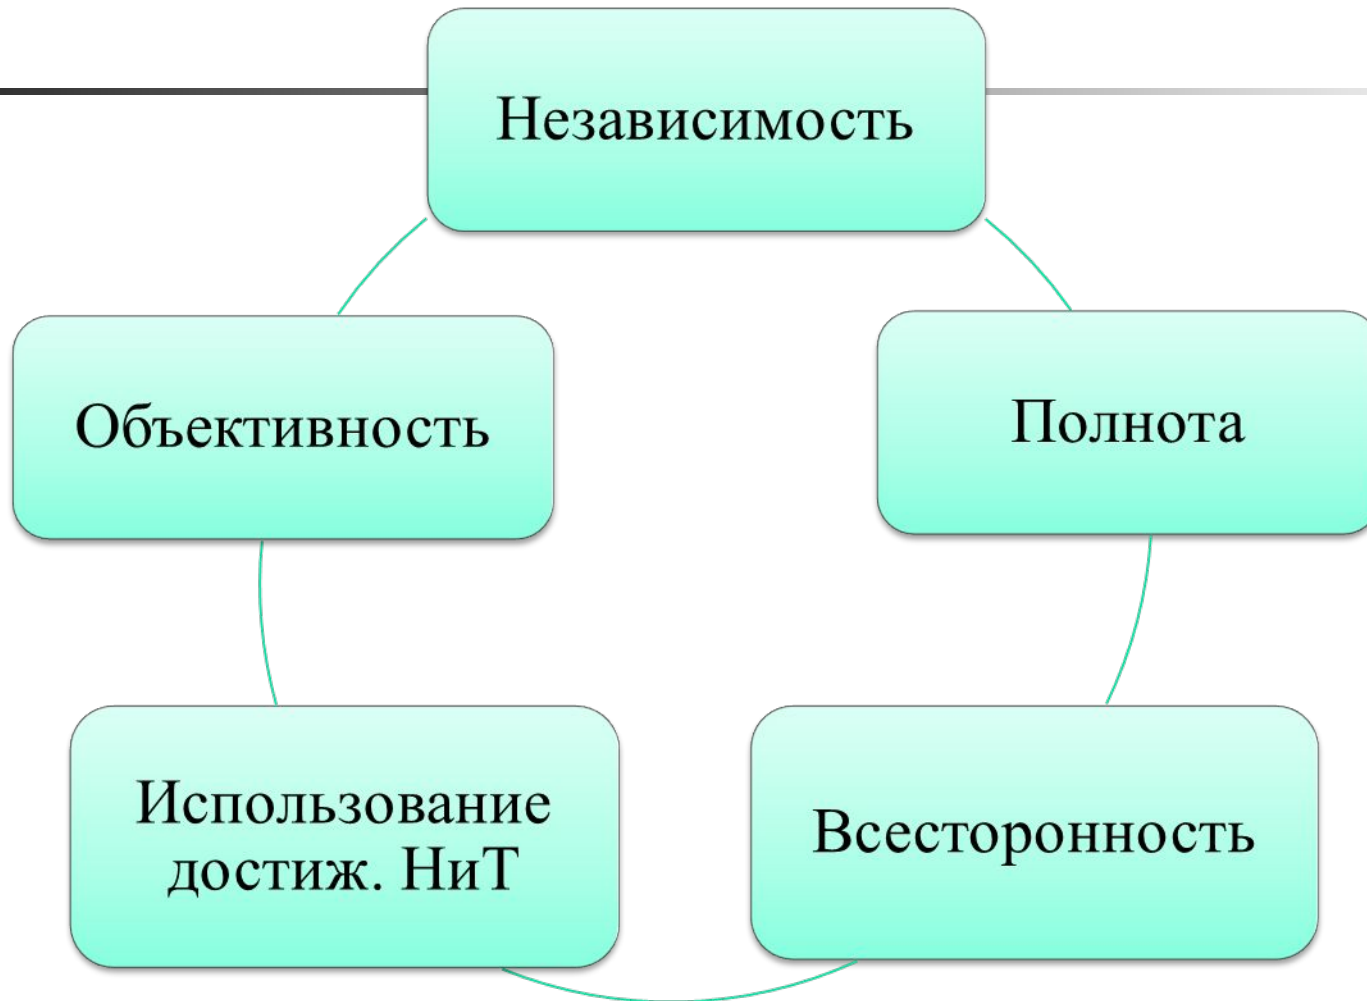 Независимость
Объективность
Полнота
Использование
достиж. НиТ
Всесторонность